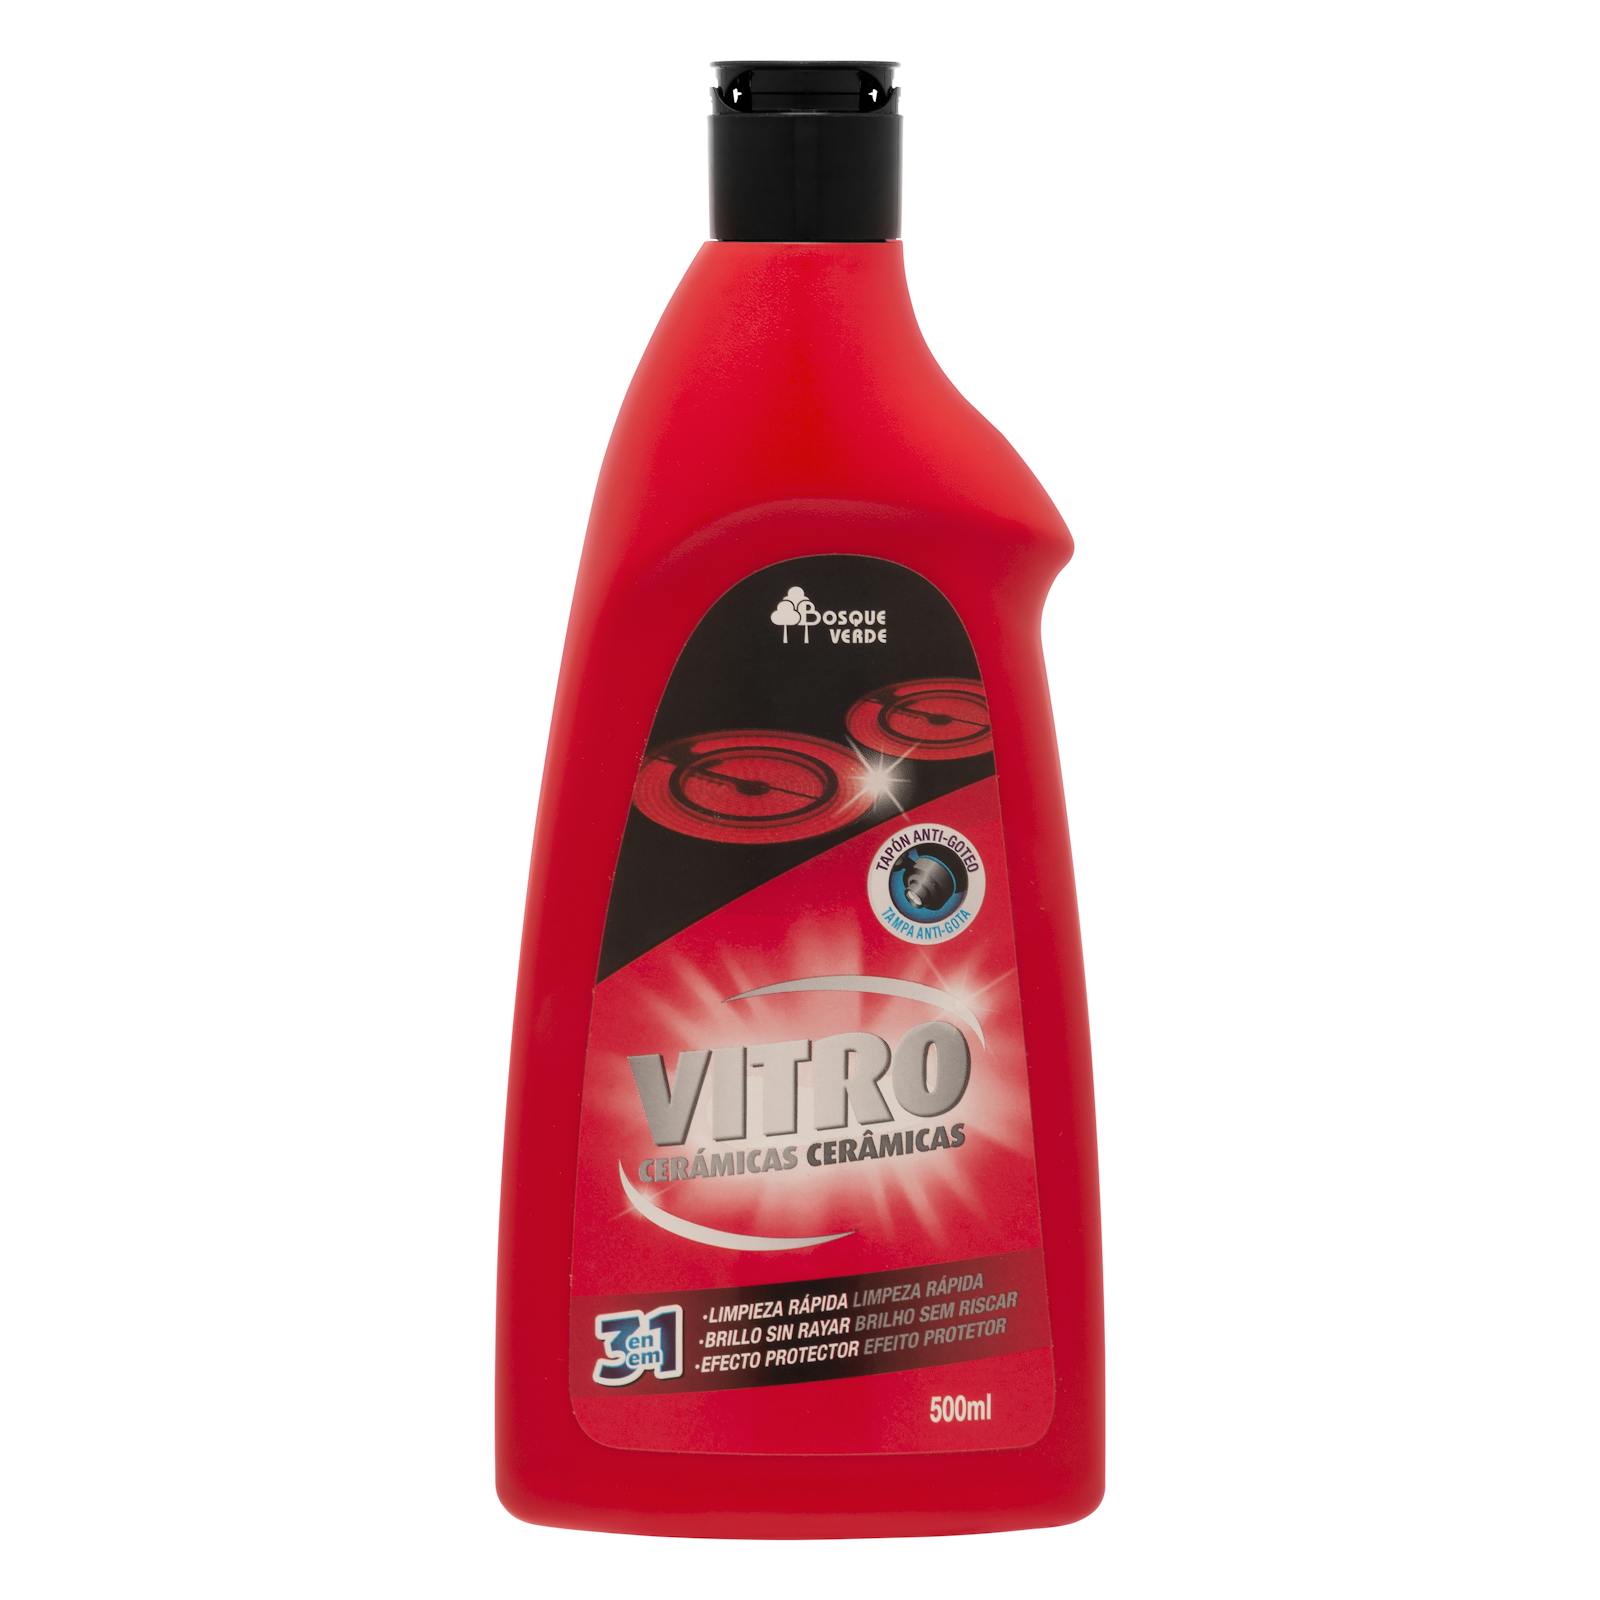 BOSQUE
VERDE
TAPÓN ANTI-GOTEO
TAMPA ANTI-GOTA
VITRO
CERÁMICAS CERÂMICAS
3 en em 1
·LIMPIEZA RÁPIDA LIMPEZA RÁPIDA
·BRILLO SIN RAYAR BRILHO SEM RISCAR
·EFECTO PROTECTOR EFEITO PROTETOR
500ml